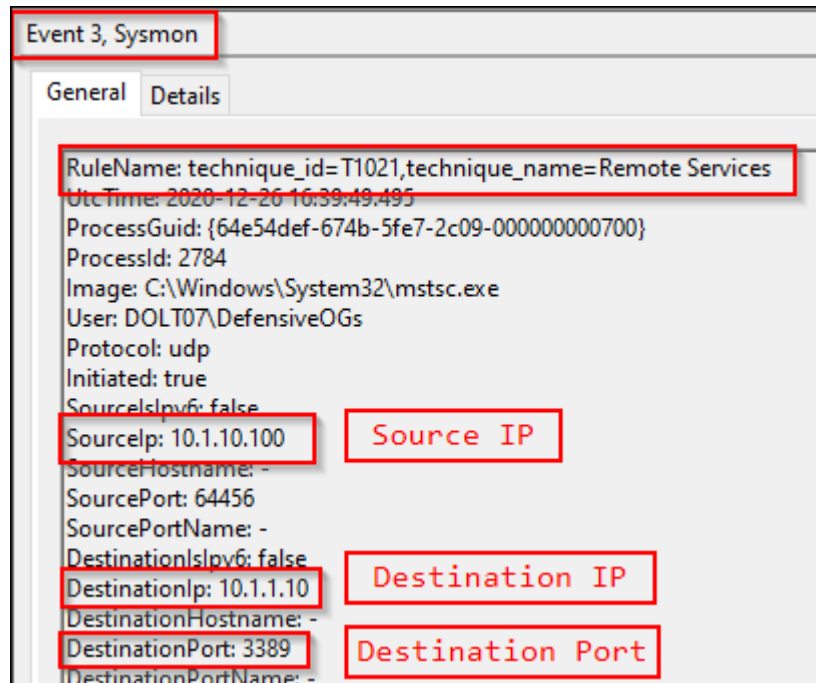 Event 3, Sysmon
General Details
RuleName: technique_id=T1021,technique_name=Remote Services
UtcTime: 2020-12-26 16:39:49.495
ProcessGuid: {64e54def-674b-5fe7-2c09-000000000700}
ProcessId: 2784
Image: C:\Windows\System32\mstsc.exe
User: DOLT07\DefensiveOGs
Protocol: udp
Initiated: true
SourceIsIpv6: false
SourceIp: 10.1.10.100 Source IP
SourceHostname: -
SourcePort: 64456
SourcePortName: -
DestinationIsIpv6: false
DestinationIp: 10.1.1.10 Destination IP
DestinationHostname: -
DestinationPort: 3389 Destination Port
DestinationPortName: -